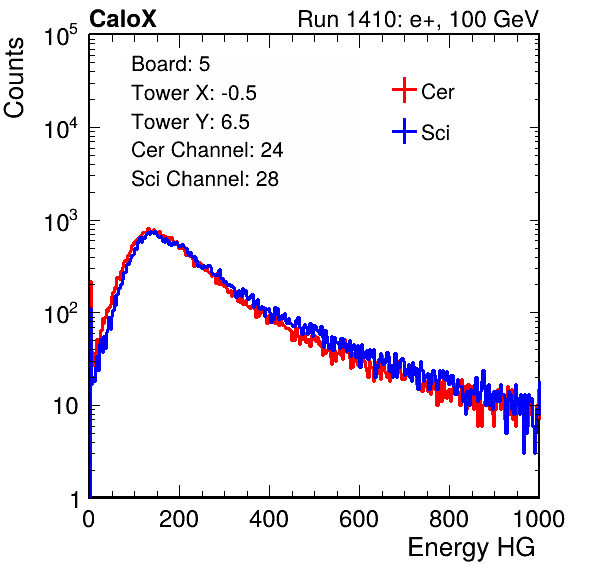 CaloX Run 1410: e+, 100 GeV
Counts
Board: 5
Tower X: -0.5
Tower Y: 6.5
Cer Channel: 24
Sci Channel: 28
Cer
Sci
10^5
10^4
10^3
10^2
10
1
0 200 400 600 800 1000
Energy HG